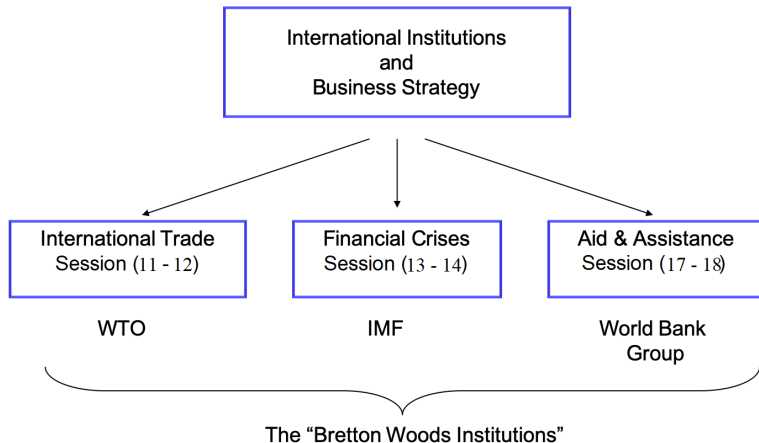 International Institutions
and
Business Strategy
International Trade
Session (11 - 12)
Financial Crises
Session (13 - 14)
Aid & Assistance
Session (17 - 18)
WTO
IMF
World Bank
Group
The “Bretton Woods Institutions”